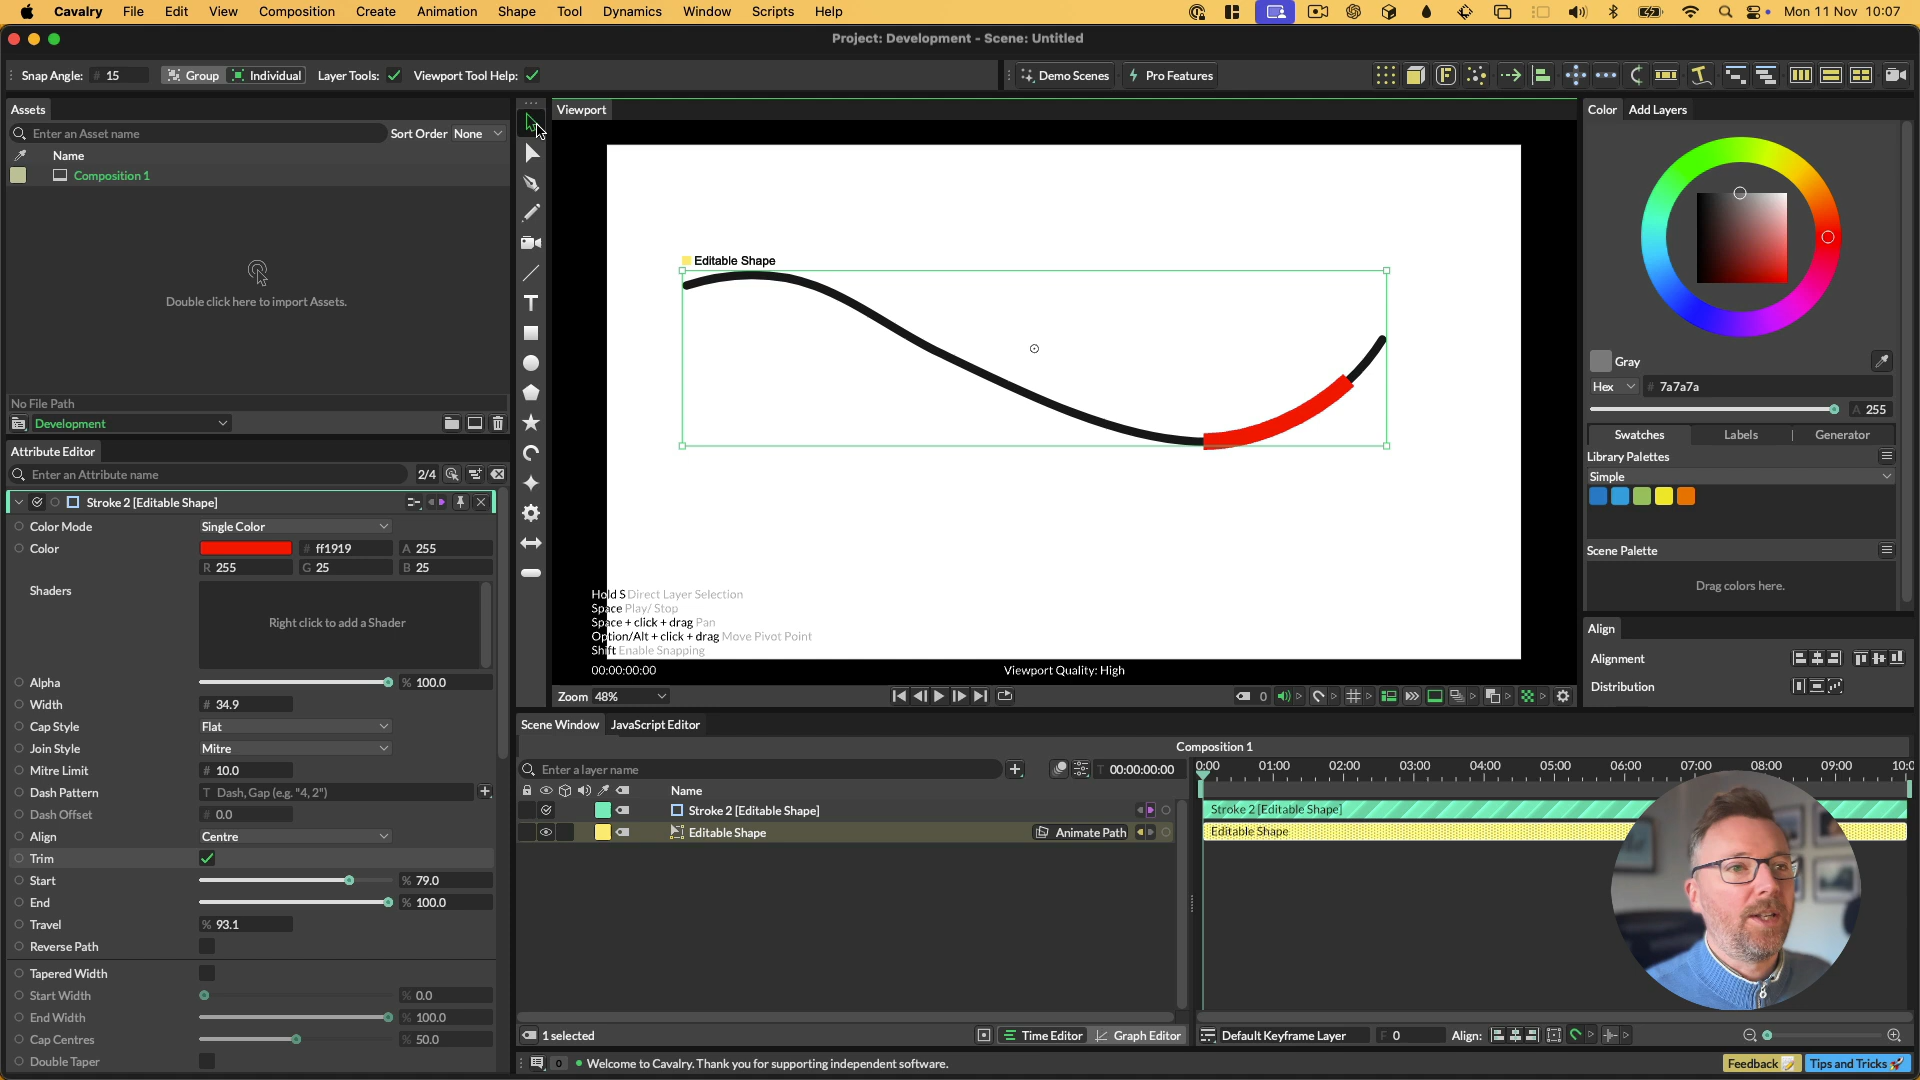 Cavalry File Edit View Composition Create Animation Shape Tool Dynamics Window Scripts Help Mon 11 Nov 10:07
Project: Development - Scene: Untitled
Snap Angle: # 15 Group Individual Layer Tools: Viewport Tool Help: Demo Scenes Pro Features
Assets
Enter an Asset name Sort Order None
Name
Composition 1
Double click here to import Assets.
No File Path
Development
Attribute Editor
Enter an Attribute name 2/4
Stroke 2 [Editable Shape]
Color Mode Single Color
Color # ff1919 A 255
R 255 G 25 B 25
Shaders
Right click to add a Shader
Alpha % 100.0
Width # 34.9
Cap Style Flat
Join Style Mitre
Mitre Limit # 10.0
Dash Pattern T Dash, Gap (e.g. "4, 2")
Dash Offset # 0.0
Align Centre
Trim
Start % 79.0
End % 100.0
Travel % 93.1
Reverse Path
Tapered Width
Start Width % 0.0
End Width % 100.0
Cap Centres % 50.0
Double Taper
Viewport
Editable Shape
Hold S Direct Layer Selection
Space Play/ Stop
Space + click + drag Pan
Option/Alt + click + drag Move Pivot Point
Shift Enable Snapping
00:00:00:00 Viewport Quality: High
Zoom 48% 0
Scene Window JavaScript Editor
Composition 1
Enter a layer name T 00:00:00:00
0:00 01:00 02:00 03:00 04:00 05:00 06:00 07:00 08:00 09:00 10:0
Name
Stroke 2 [Editable Shape] Stroke 2 [Editable Shape]
Editable Shape Animate Path Editable Shape
1 selected Time Editor Graph Editor Default Keyframe Layer F 0 Align:
0 Welcome to Cavalry. Thank you for supporting independent software. Feedback Tips and Tricks
Color Add Layers
Gray
Hex # 7a7a7a
A 255
Swatches Labels Generator
Library Palettes
Simple
Scene Palette
Drag colors here.
Align
Alignment
Distribution